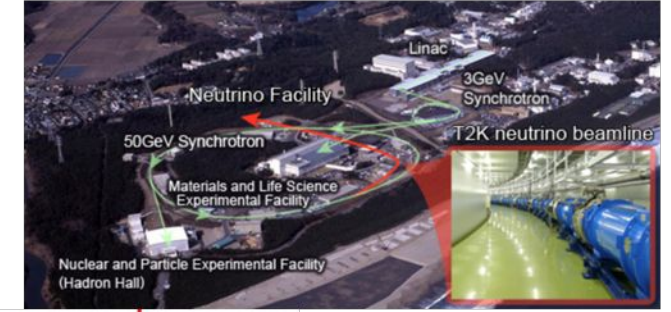 Linac
3GeV
Synchrotron
Neutrino Facility
T2K neutrino beamline
50GeV Synchrotron
Materials and Life Science
Experimental Facility
Nuclear and Particle Experimental Facility
(Hadron Hall)